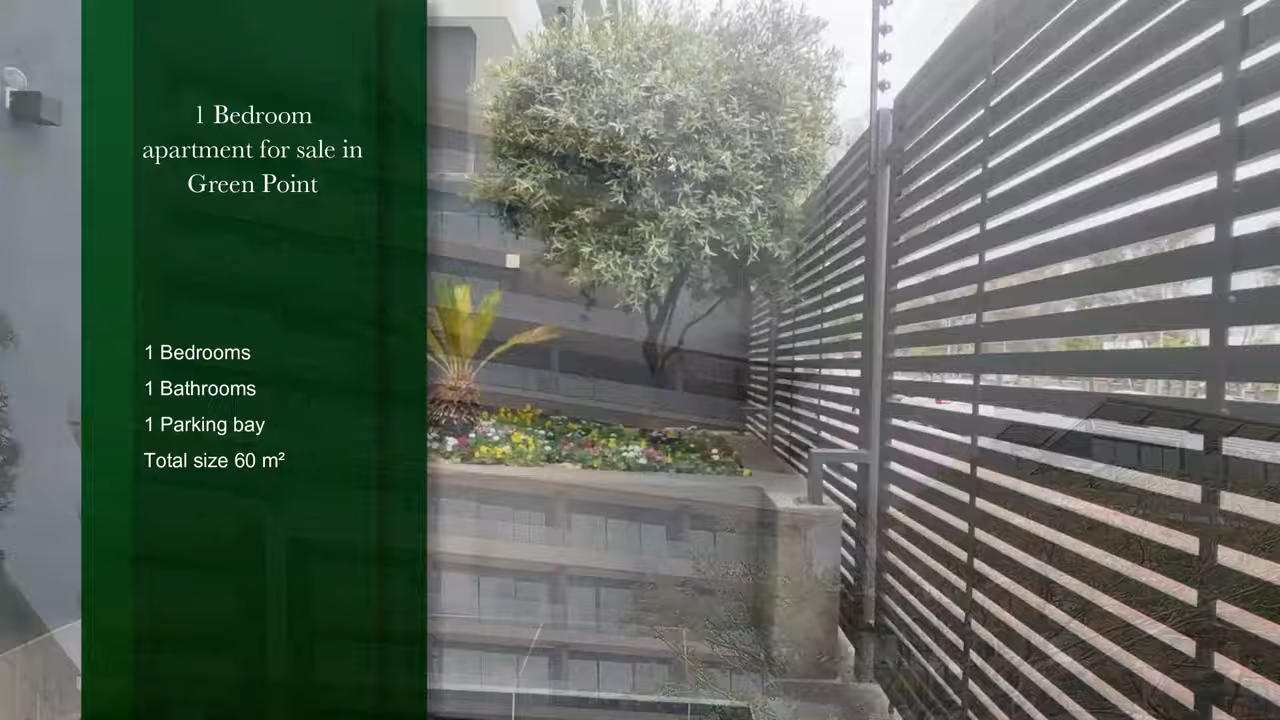 1 Bedroom
apartment for sale in
Green Point
1 Bedrooms
1 Bathrooms
1 Parking bay
Total size 60 m²